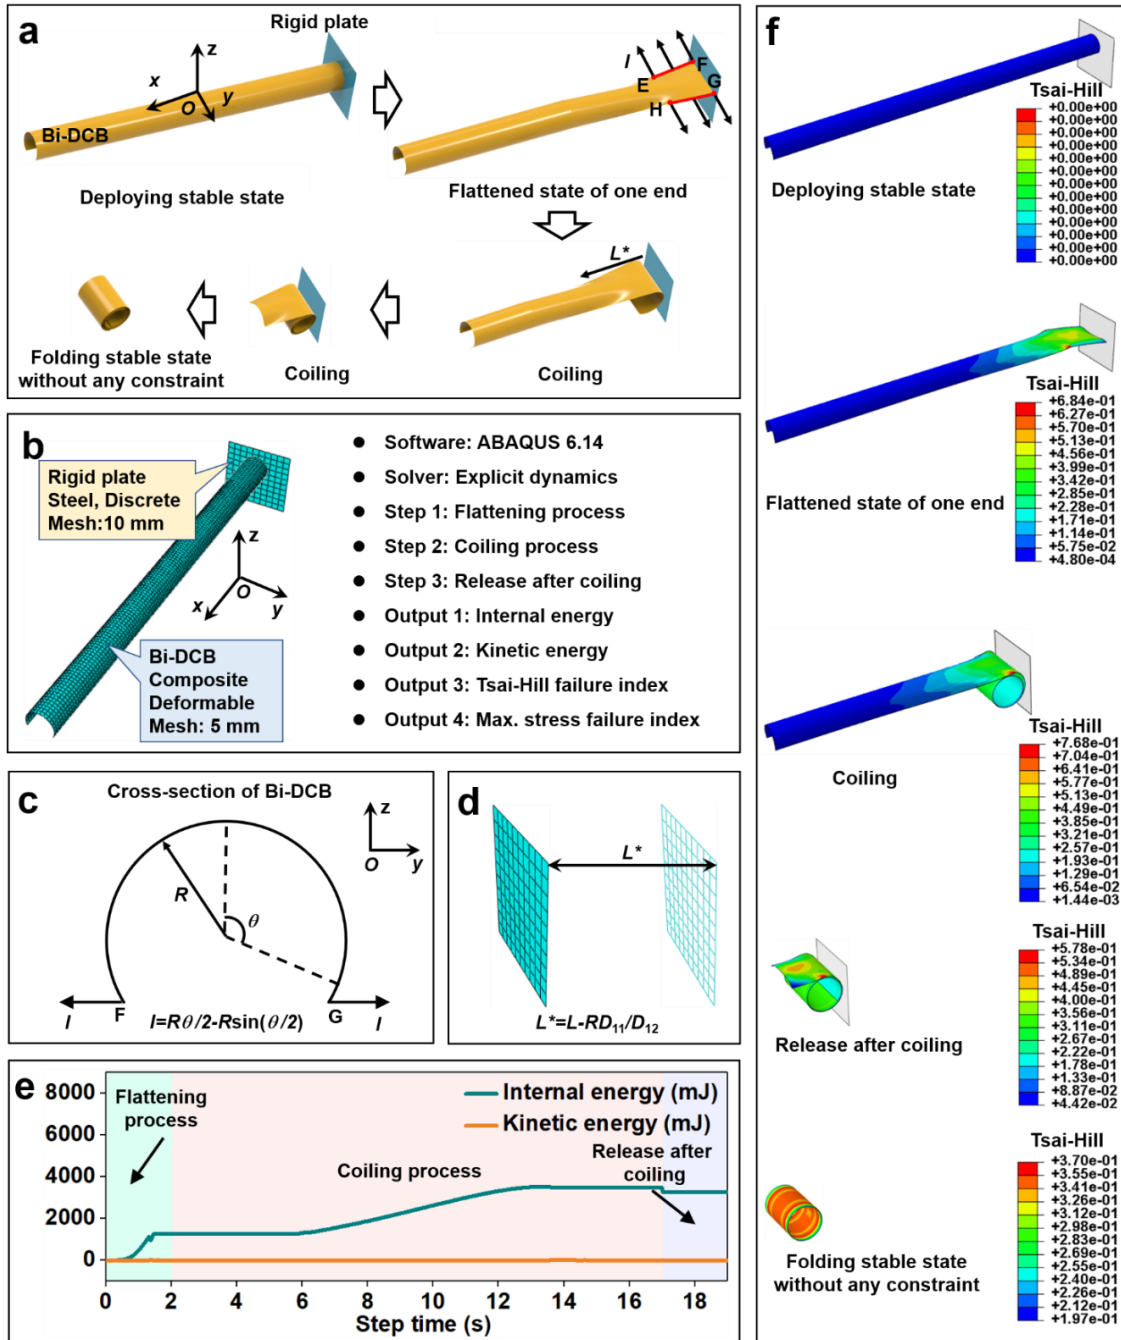 a
Rigid plate
z
x
O
y
Bi-DCB
Deploying stable state
l
E
F
G
H
Flattened state of one end
L*
Folding stable state
without any constraint
Coiling
Coiling
b
Rigid plate
Steel, Discrete
Mesh:10 mm
z
O
x
y
Bi-DCB
Composite
Deformable
Mesh: 5 mm
● Software: ABAQUS 6.14
● Solver: Explicit dynamics
● Step 1: Flattening process
● Step 2: Coiling process
● Step 3: Release after coiling
● Output 1: Internal energy
● Output 2: Kinetic energy
● Output 3: Tsai-Hill failure index
● Output 4: Max. stress failure index
c
Cross-section of Bi-DCB
z
O
y
R
θ
l
F
G
l
l=Rθ/2-Rsin(θ/2)
d
L*
L*=L-RD₁₁/D₁₂
e
8000
6000
4000
2000
0
Flattening
process
Internal energy (mJ)
Kinetic energy (mJ)
Coiling process
Release after
coiling
0 2 4 6 8 10 12 14 16 18
Step time (s)
f
Tsai-Hill
+0.00e+00
+0.00e+00
+0.00e+00
+0.00e+00
+0.00e+00
+0.00e+00
+0.00e+00
+0.00e+00
+0.00e+00
+0.00e+00
+0.00e+00
+0.00e+00
+0.00e+00
Deploying stable state
Tsai-Hill
+6.84e-01
+6.27e-01
+5.70e-01
+5.13e-01
+4.56e-01
+3.99e-01
+3.42e-01
+2.85e-01
+2.28e-01
+1.71e-01
+1.14e-01
+5.75e-02
+4.80e-04
Flattened state of one end
Tsai-Hill
+7.68e-01
+7.04e-01
+6.41e-01
+5.77e-01
+5.13e-01
+4.49e-01
+3.85e-01
+3.21e-01
+2.57e-01
+1.93e-01
+1.29e-01
+6.54e-02
+1.44e-03
Coiling
Tsai-Hill
+5.78e-01
+5.34e-01
+4.89e-01
+4.45e-01
+4.00e-01
+3.56e-01
+3.11e-01
+2.67e-01
+2.22e-01
+1.78e-01
+1.33e-01
+8.87e-02
+4.42e-02
Release after coiling
Tsai-Hill
+3.70e-01
+3.55e-01
+3.41e-01
+3.26e-01
+3.12e-01
+2.98e-01
+2.83e-01
+2.69e-01
+2.55e-01
+2.40e-01
+2.26e-01
+2.12e-01
+1.97e-01
Folding stable state
without any constraint